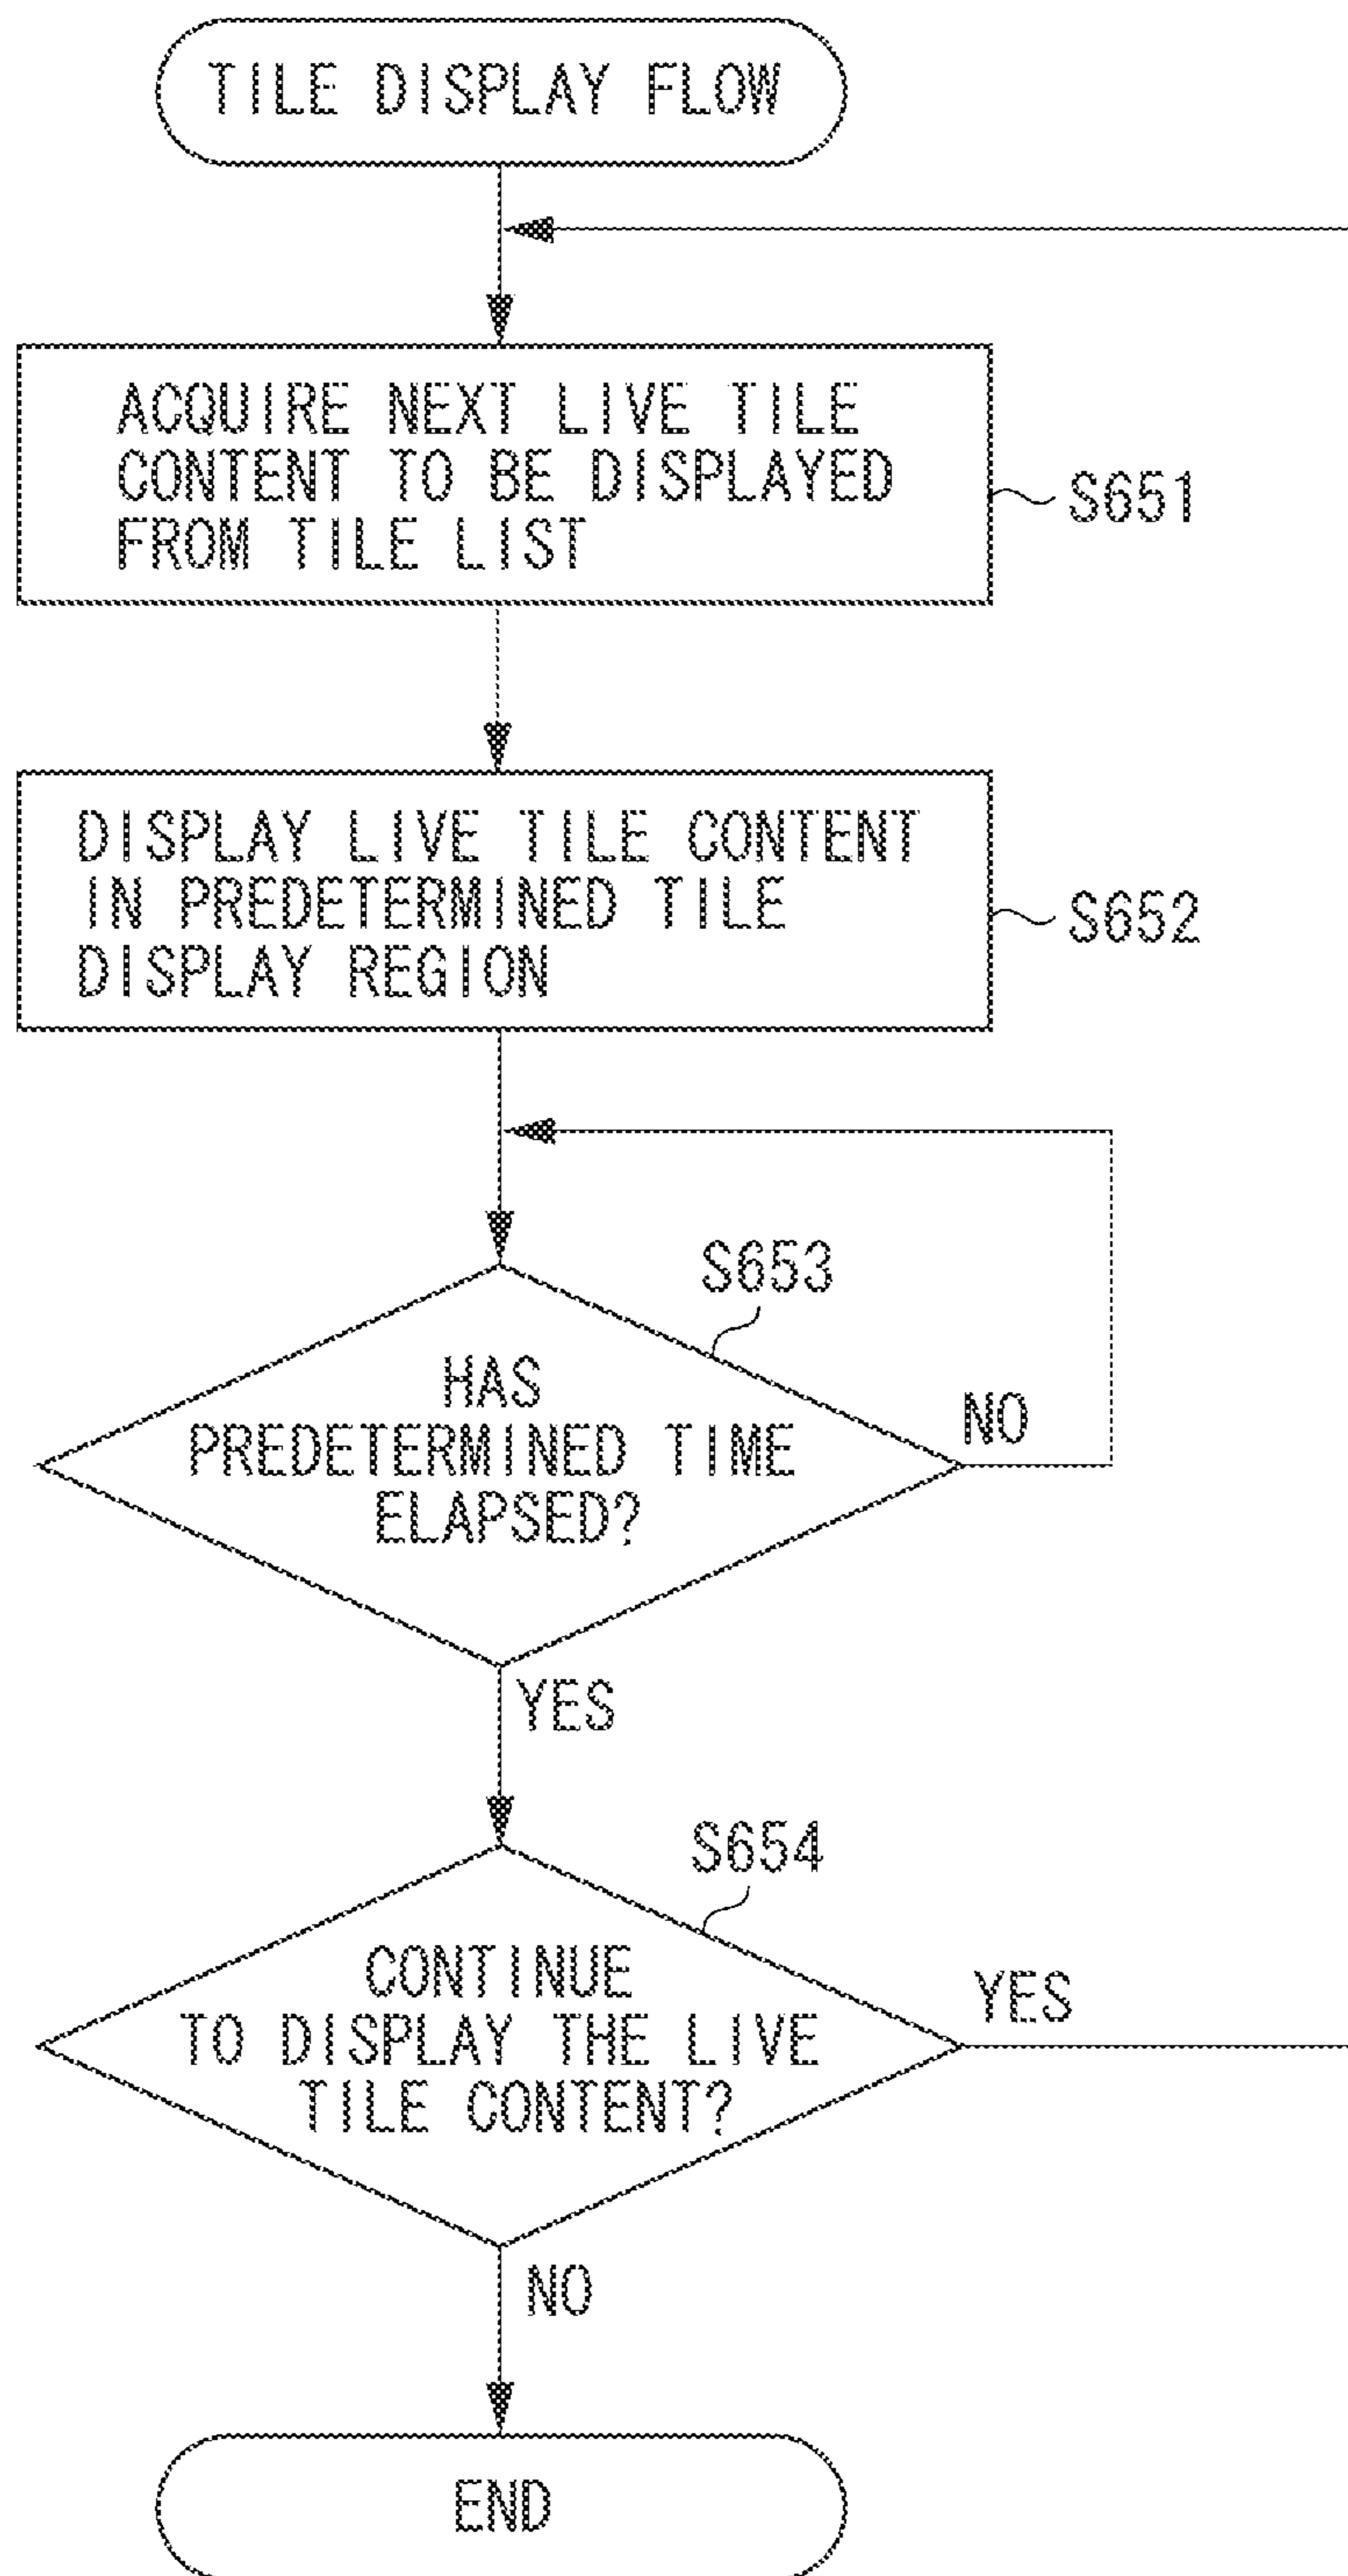 TILE DISPLAY FLOW
ACQUIRE NEXT LIVE TILE
CONTENT TO BE DISPLAYED
FROM TILE LIST
S651
DISPLAY LIVE TILE CONTENT
IN PREDETERMINED TILE
DISPLAY REGION
S652
S653
HAS
PREDETERMINED TIME
ELAPSED?
NO
YES
S654
CONTINUE
TO DISPLAY THE LIVE
TILE CONTENT?
YES
NO
END